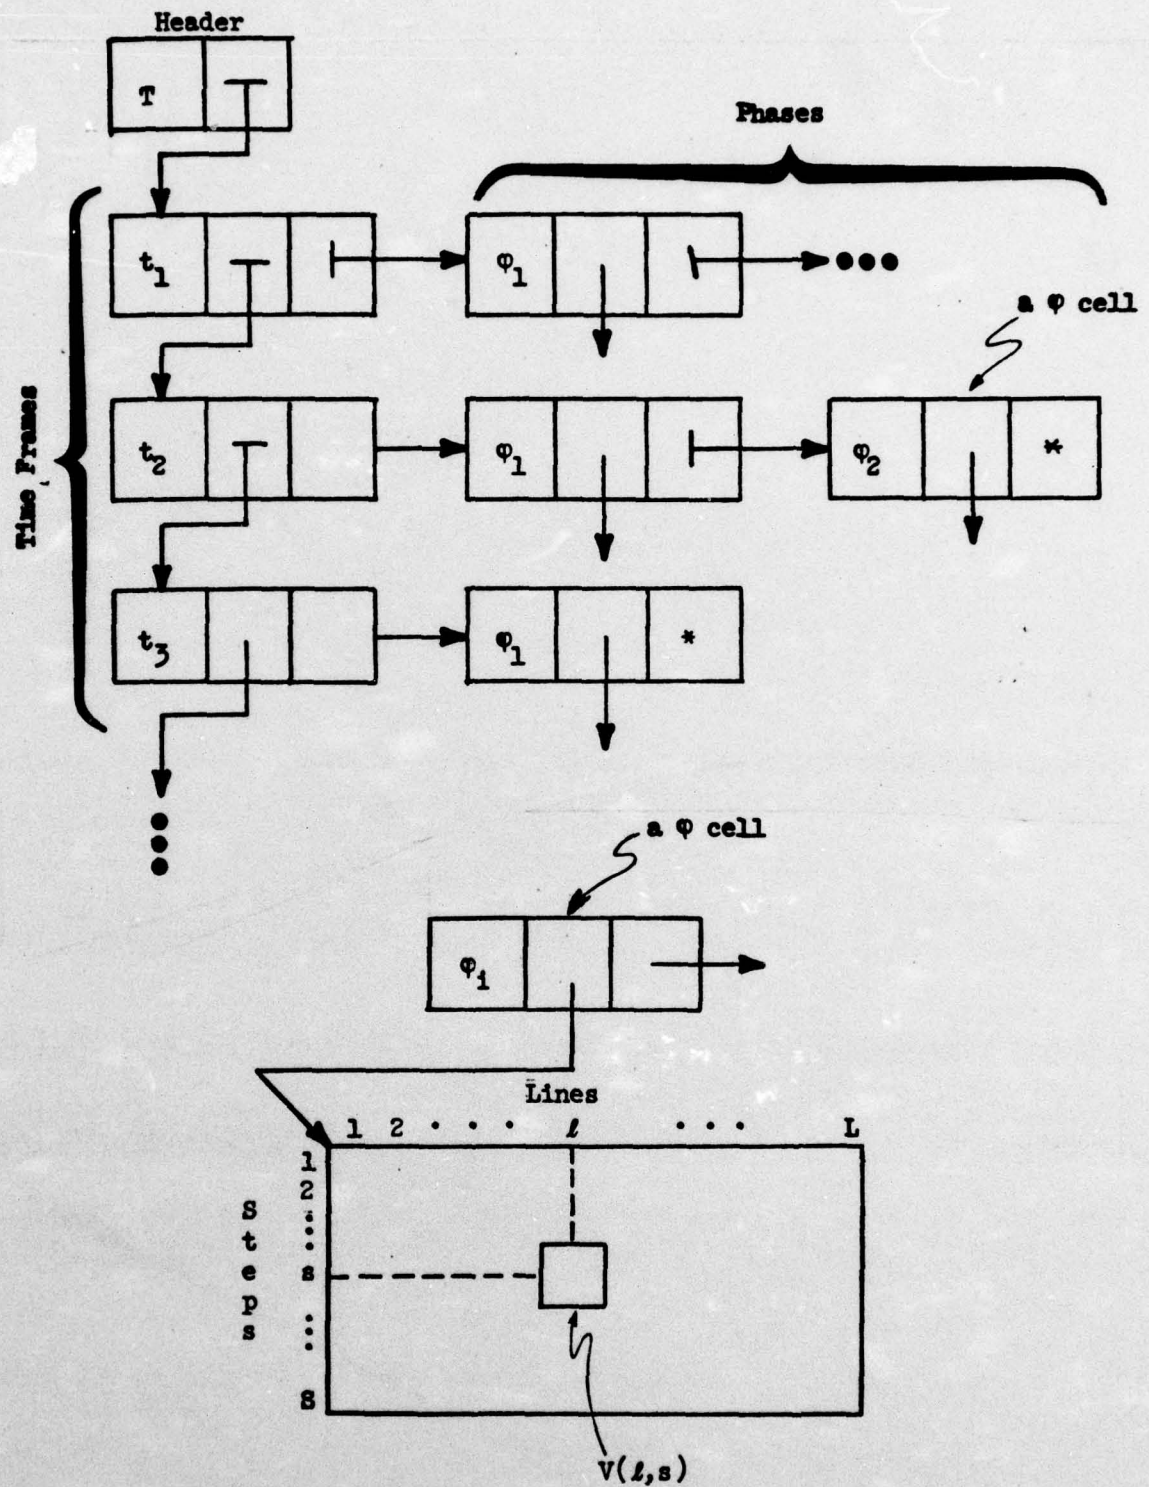 Header
T
Phases
t₁
φ₁
a φ cell
Time Frames
t₂
φ₁
φ₂
*
t₃
φ₁
*
a φ cell
φᵢ
Lines
1 2 · · · ℓ · · · L
1
2
⋮
s
⋮
S
Steps
V(ℓ,s)